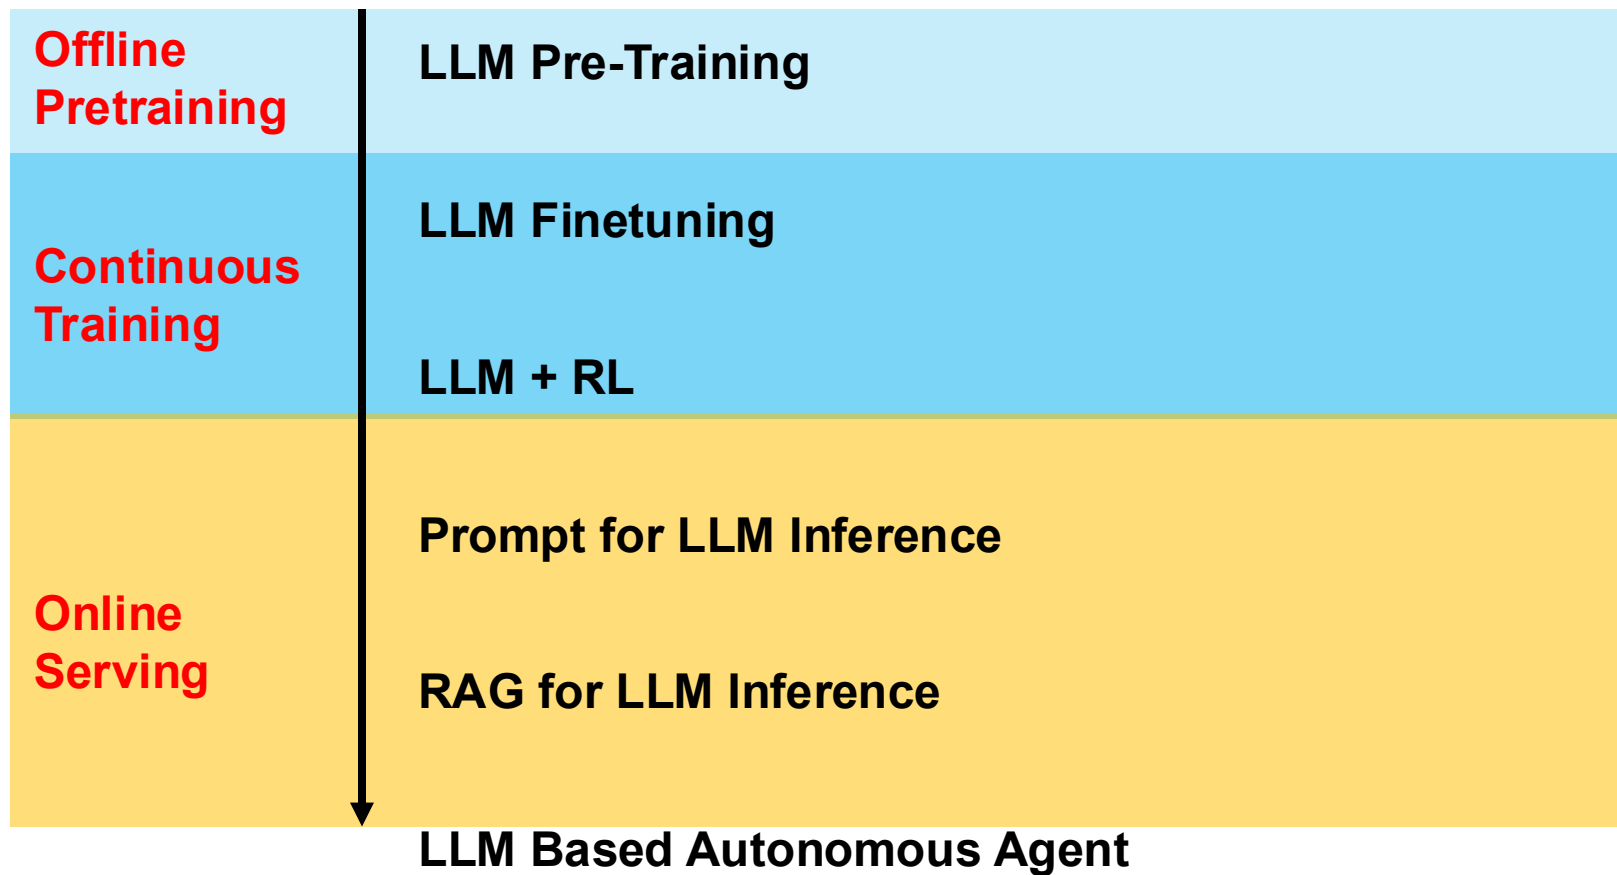 Offline
Pretraining
LLM Pre-Training
Continuous
Training
LLM Finetuning
LLM + RL
Online
Serving
Prompt for LLM Inference
RAG for LLM Inference
LLM Based Autonomous Agent